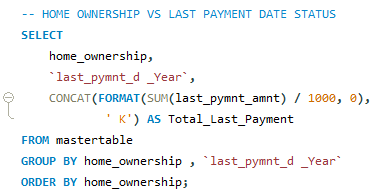 -- HOME OWNERSHIP VS LAST PAYMENT DATE STATUS
SELECT
home_ownership,
`last_pymnt_d _Year`,
CONCAT(FORMAT(SUM(last_pymnt_amnt) / 1000, 0),
' K') AS Total_Last_Payment
FROM mastertable
GROUP BY home_ownership , `last_pymnt_d _Year`
ORDER BY home_ownership;